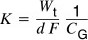 K = W_t / (d F) 1 / C_G